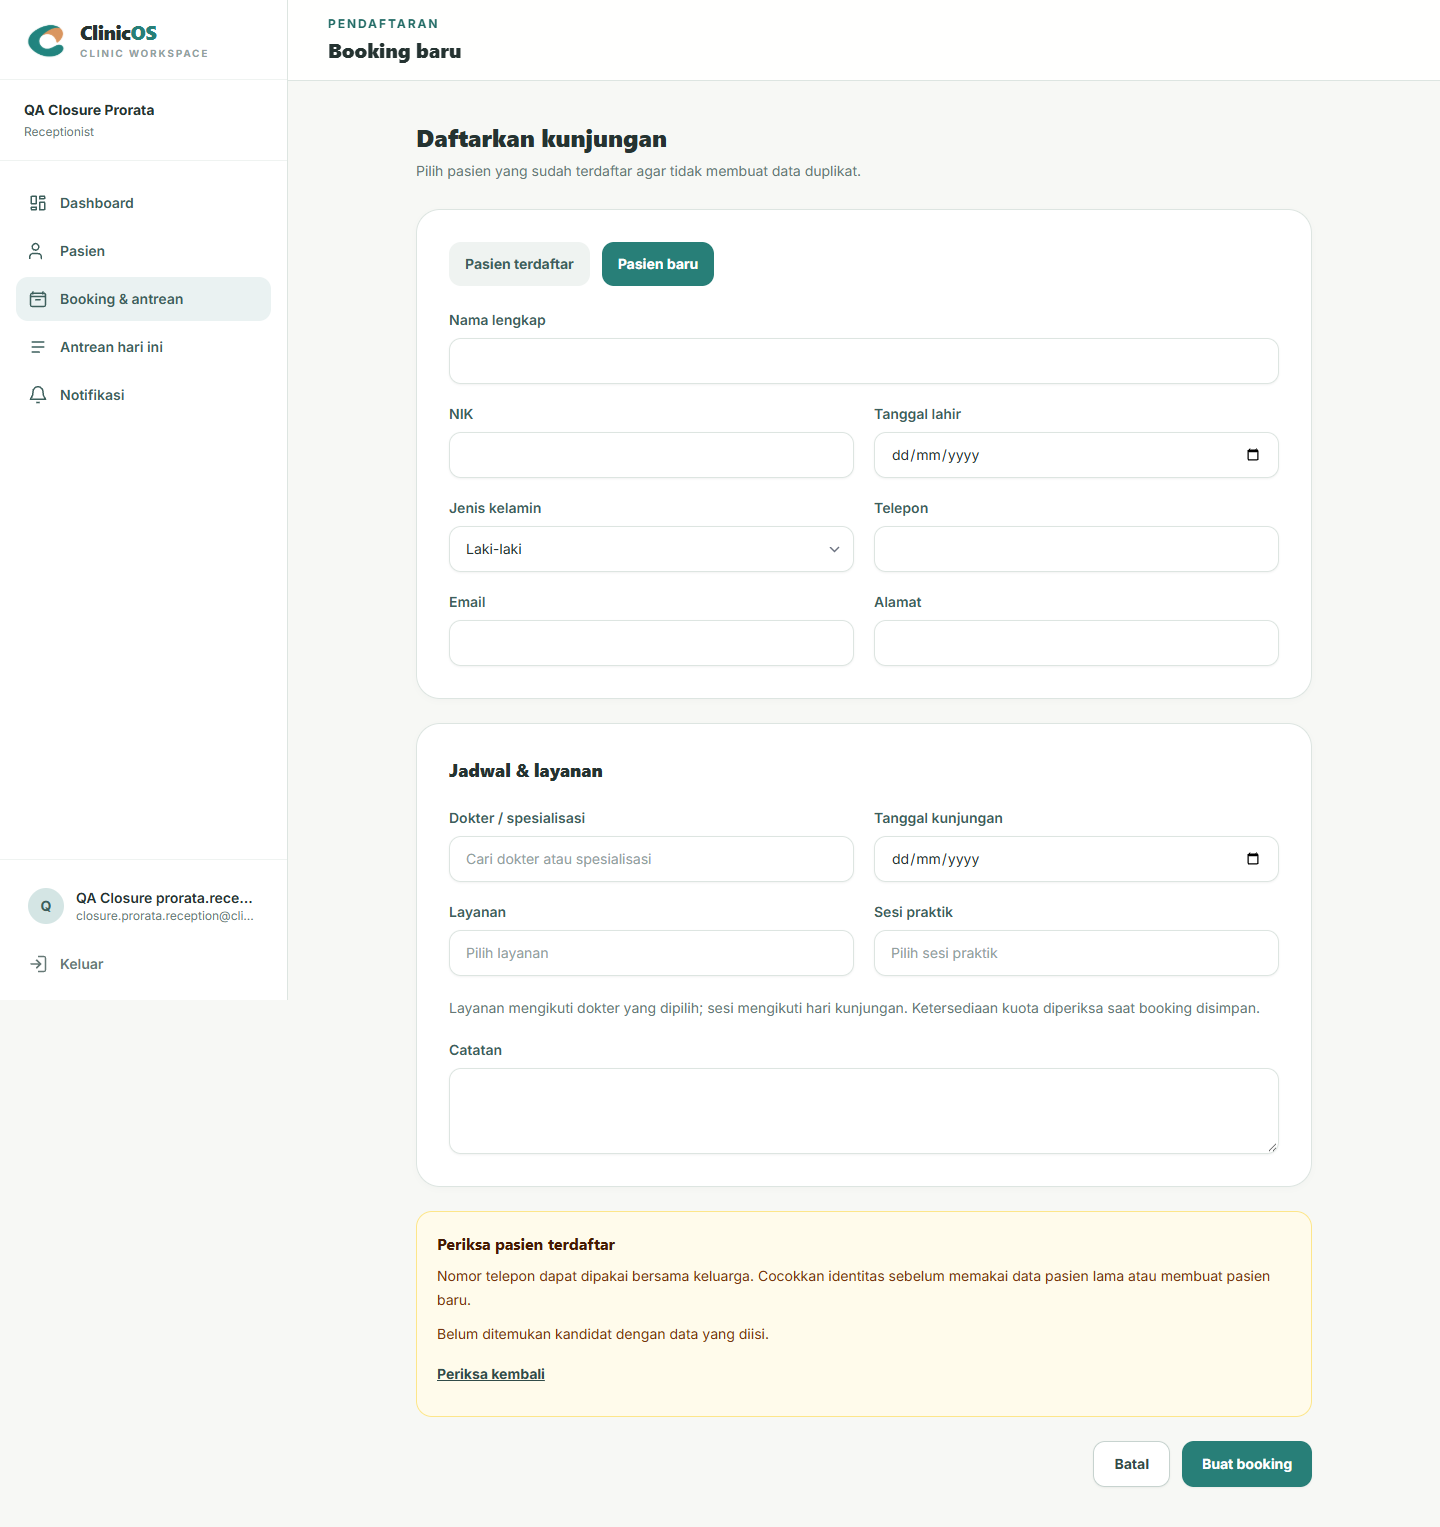 ClinicOS
CLINIC WORKSPACE
QA Closure Prorata
Receptionist
Dashboard
Pasien
Booking & antrean
Antrean hari ini
Notifikasi
Q
QA Closure prorata.rece...
closure.prorata.reception@cli...
Keluar
PENDAFTARAN
Booking baru
Daftarkan kunjungan
Pilih pasien yang sudah terdaftar agar tidak membuat data duplikat.
Pasien terdaftar
Pasien baru
Nama lengkap
NIK
Tanggal lahir
dd/mm/yyyy
Jenis kelamin
Telepon
Laki-laki
Email
Alamat
Jadwal & layanan
Dokter / spesialisasi
Tanggal kunjungan
Cari dokter atau spesialisasi
dd/mm/yyyy
Layanan
Sesi praktik
Pilih layanan
Pilih sesi praktik
Layanan mengikuti dokter yang dipilih; sesi mengikuti hari kunjungan. Ketersediaan kuota diperiksa saat booking disimpan.
Catatan
Periksa pasien terdaftar
Nomor telepon dapat dipakai bersama keluarga. Cocokkan identitas sebelum memakai data pasien lama atau membuat pasien
baru.
Belum ditemukan kandidat dengan data yang diisi.
Periksa kembali
Batal
Buat booking